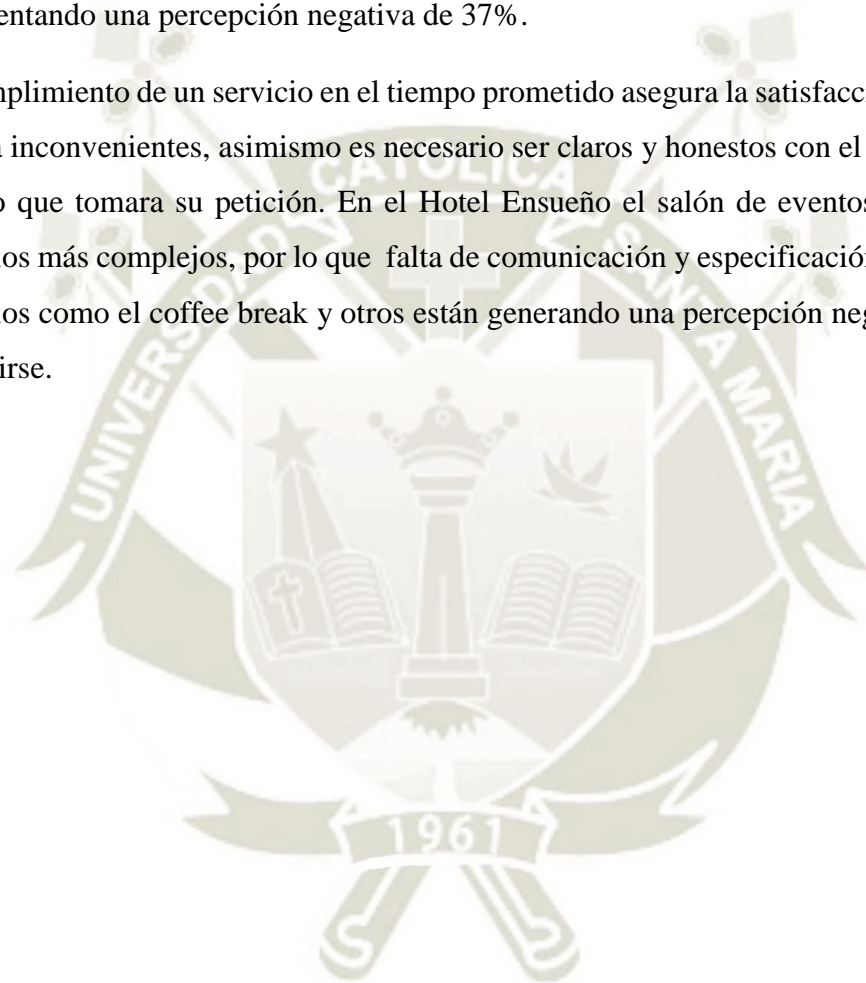 entando una percepción negativa de 37%.
plimiento de un servicio en el tiempo prometido asegura la satisfacc
inconvenientes, asimismo es necesario ser claros y honestos con el
que tomara su petición. En el Hotel Ensueño el salón de eventos
os más complejos, por lo que falta de comunicación y especificación
os como el coffee break y otros están generando una percepción neg
irse.
UNIVERSIDAD CATOLICA SANTA MARIA
1961